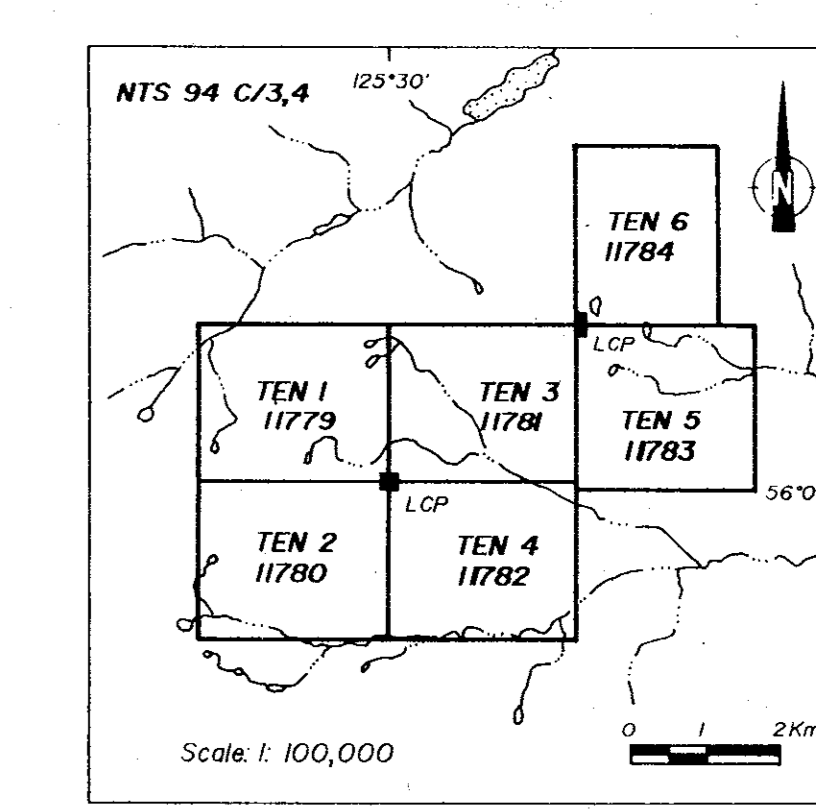 NTS 94 C/3,4
125°30'
N
TEN 6
11784
LCP
TEN 1
11779
TEN 3
11781
TEN 5
11783
56°0
LCP
TEN 2
11780
TEN 4
11782
0 1 2Km
Scale: 1: 100,000